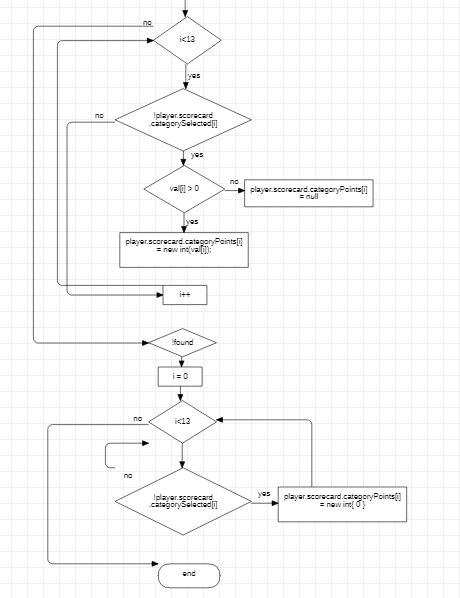 no
i<13
yes
no
!player.scorecard
.categorySelected[i]
yes
val[i] > 0
no
player.scorecard.categoryPoints[i]
= null
yes
player.scorecard.categoryPoints[i]
= new int(val[i]);
i++
!found
i = 0
no
i<13
no
!player.scorecard
.categorySelected[i]
yes
player.scorecard.categoryPoints[i]
= new int{ 0 }
end